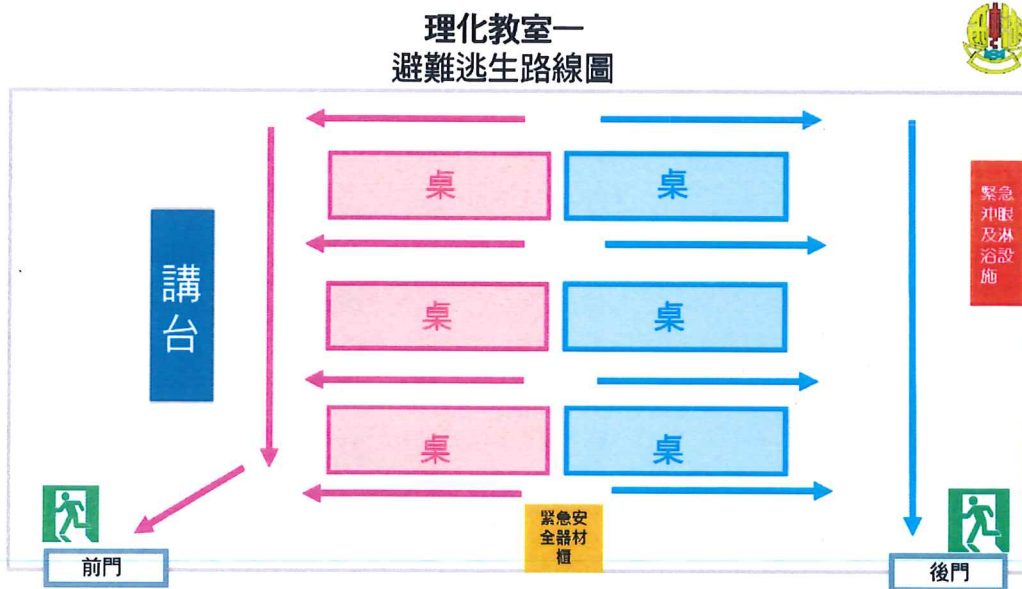 理化教室一
避難逃生路線圖
桌
桌
緊急
沖眼
及淋
浴設
施
講
台
桌
桌
桌
桌
緊急安
全器材
櫃
前門
後門